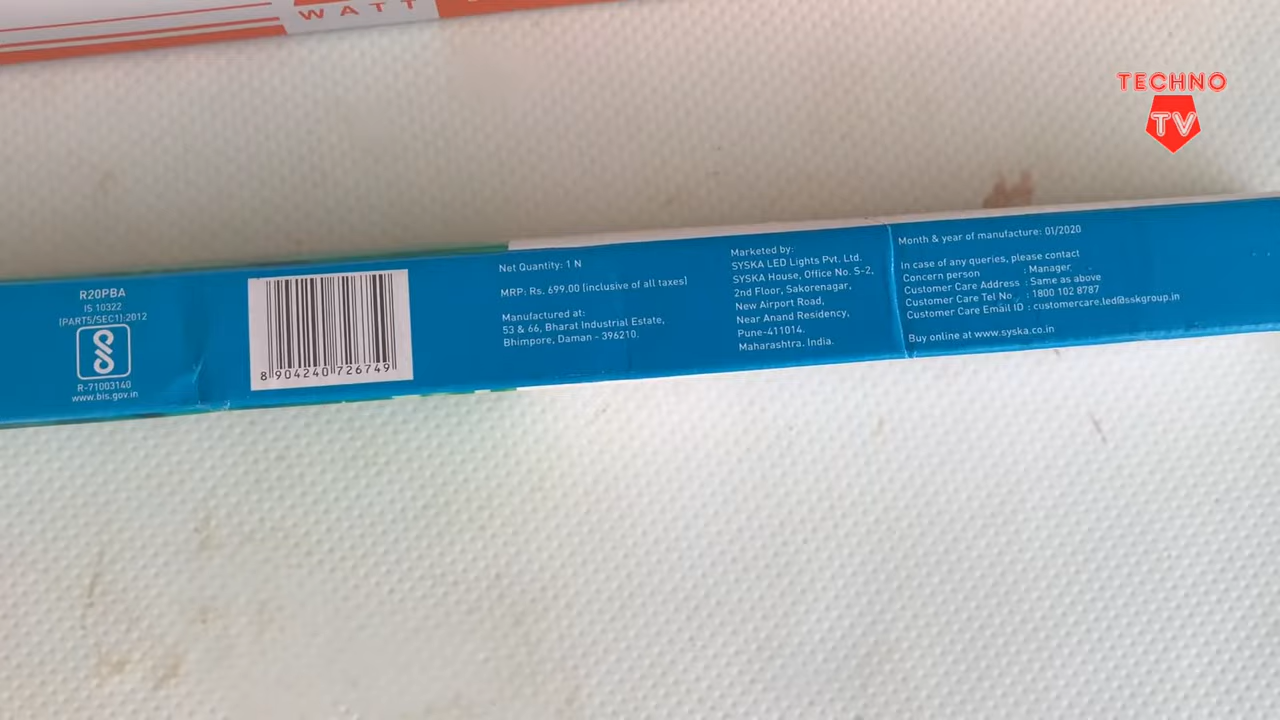 WATT
TECHNO
TV
R20PBA
IS 10322
(PART5/SEC1):2012
R-71003140
www.bis.gov.in
8 904240 726749
Net Quantity: 1 N
MRP: Rs. 699.00 (inclusive of all taxes)
Manufactured at:
53 & 66, Bharat Industrial Estate,
Bhimpore, Daman - 396210.
Marketed by:
SYSKA LED Lights Pvt. Ltd.
SYSKA House, Office No. S-2,
2nd Floor, Sakorenagar,
New Airport Road,
Near Anand Residency,
Pune-411014.
Maharashtra. India.
Month & year of manufacture: 01/2020
In case of any queries, please contact
Concern person : Manager,
Customer Care Address : Same as above
Customer Care Tel No : 1800 102 8787
Customer Care Email ID : customercare.led@sskgroup.in
Buy online at www.syska.co.in